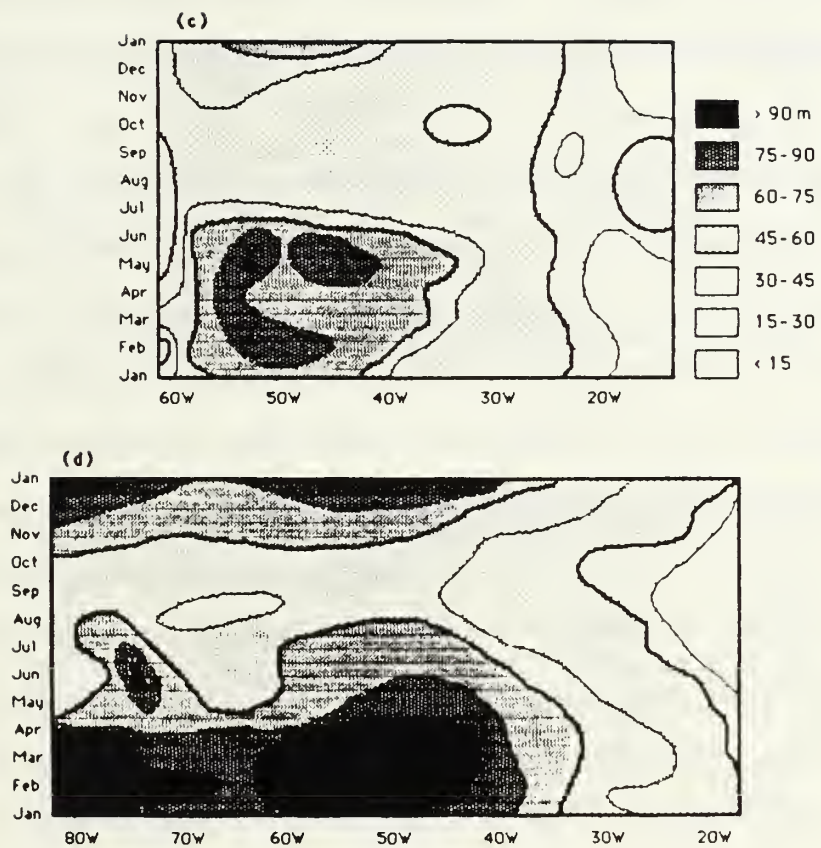 (c)
Jan
Dec
Nov
Oct
Sep
Aug
Jul
Jun
May
Apr
Mar
Feb
Jan
60W 50W 40W 30W 20W
> 90 m
75-90
60-75
45-60
30-45
15-30
< 15
(d)
Jan
Dec
Nov
Oct
Sep
Aug
Jul
Jun
May
Apr
Mar
Feb
Jan
80W 70W 60W 50W 40W 30W 20W